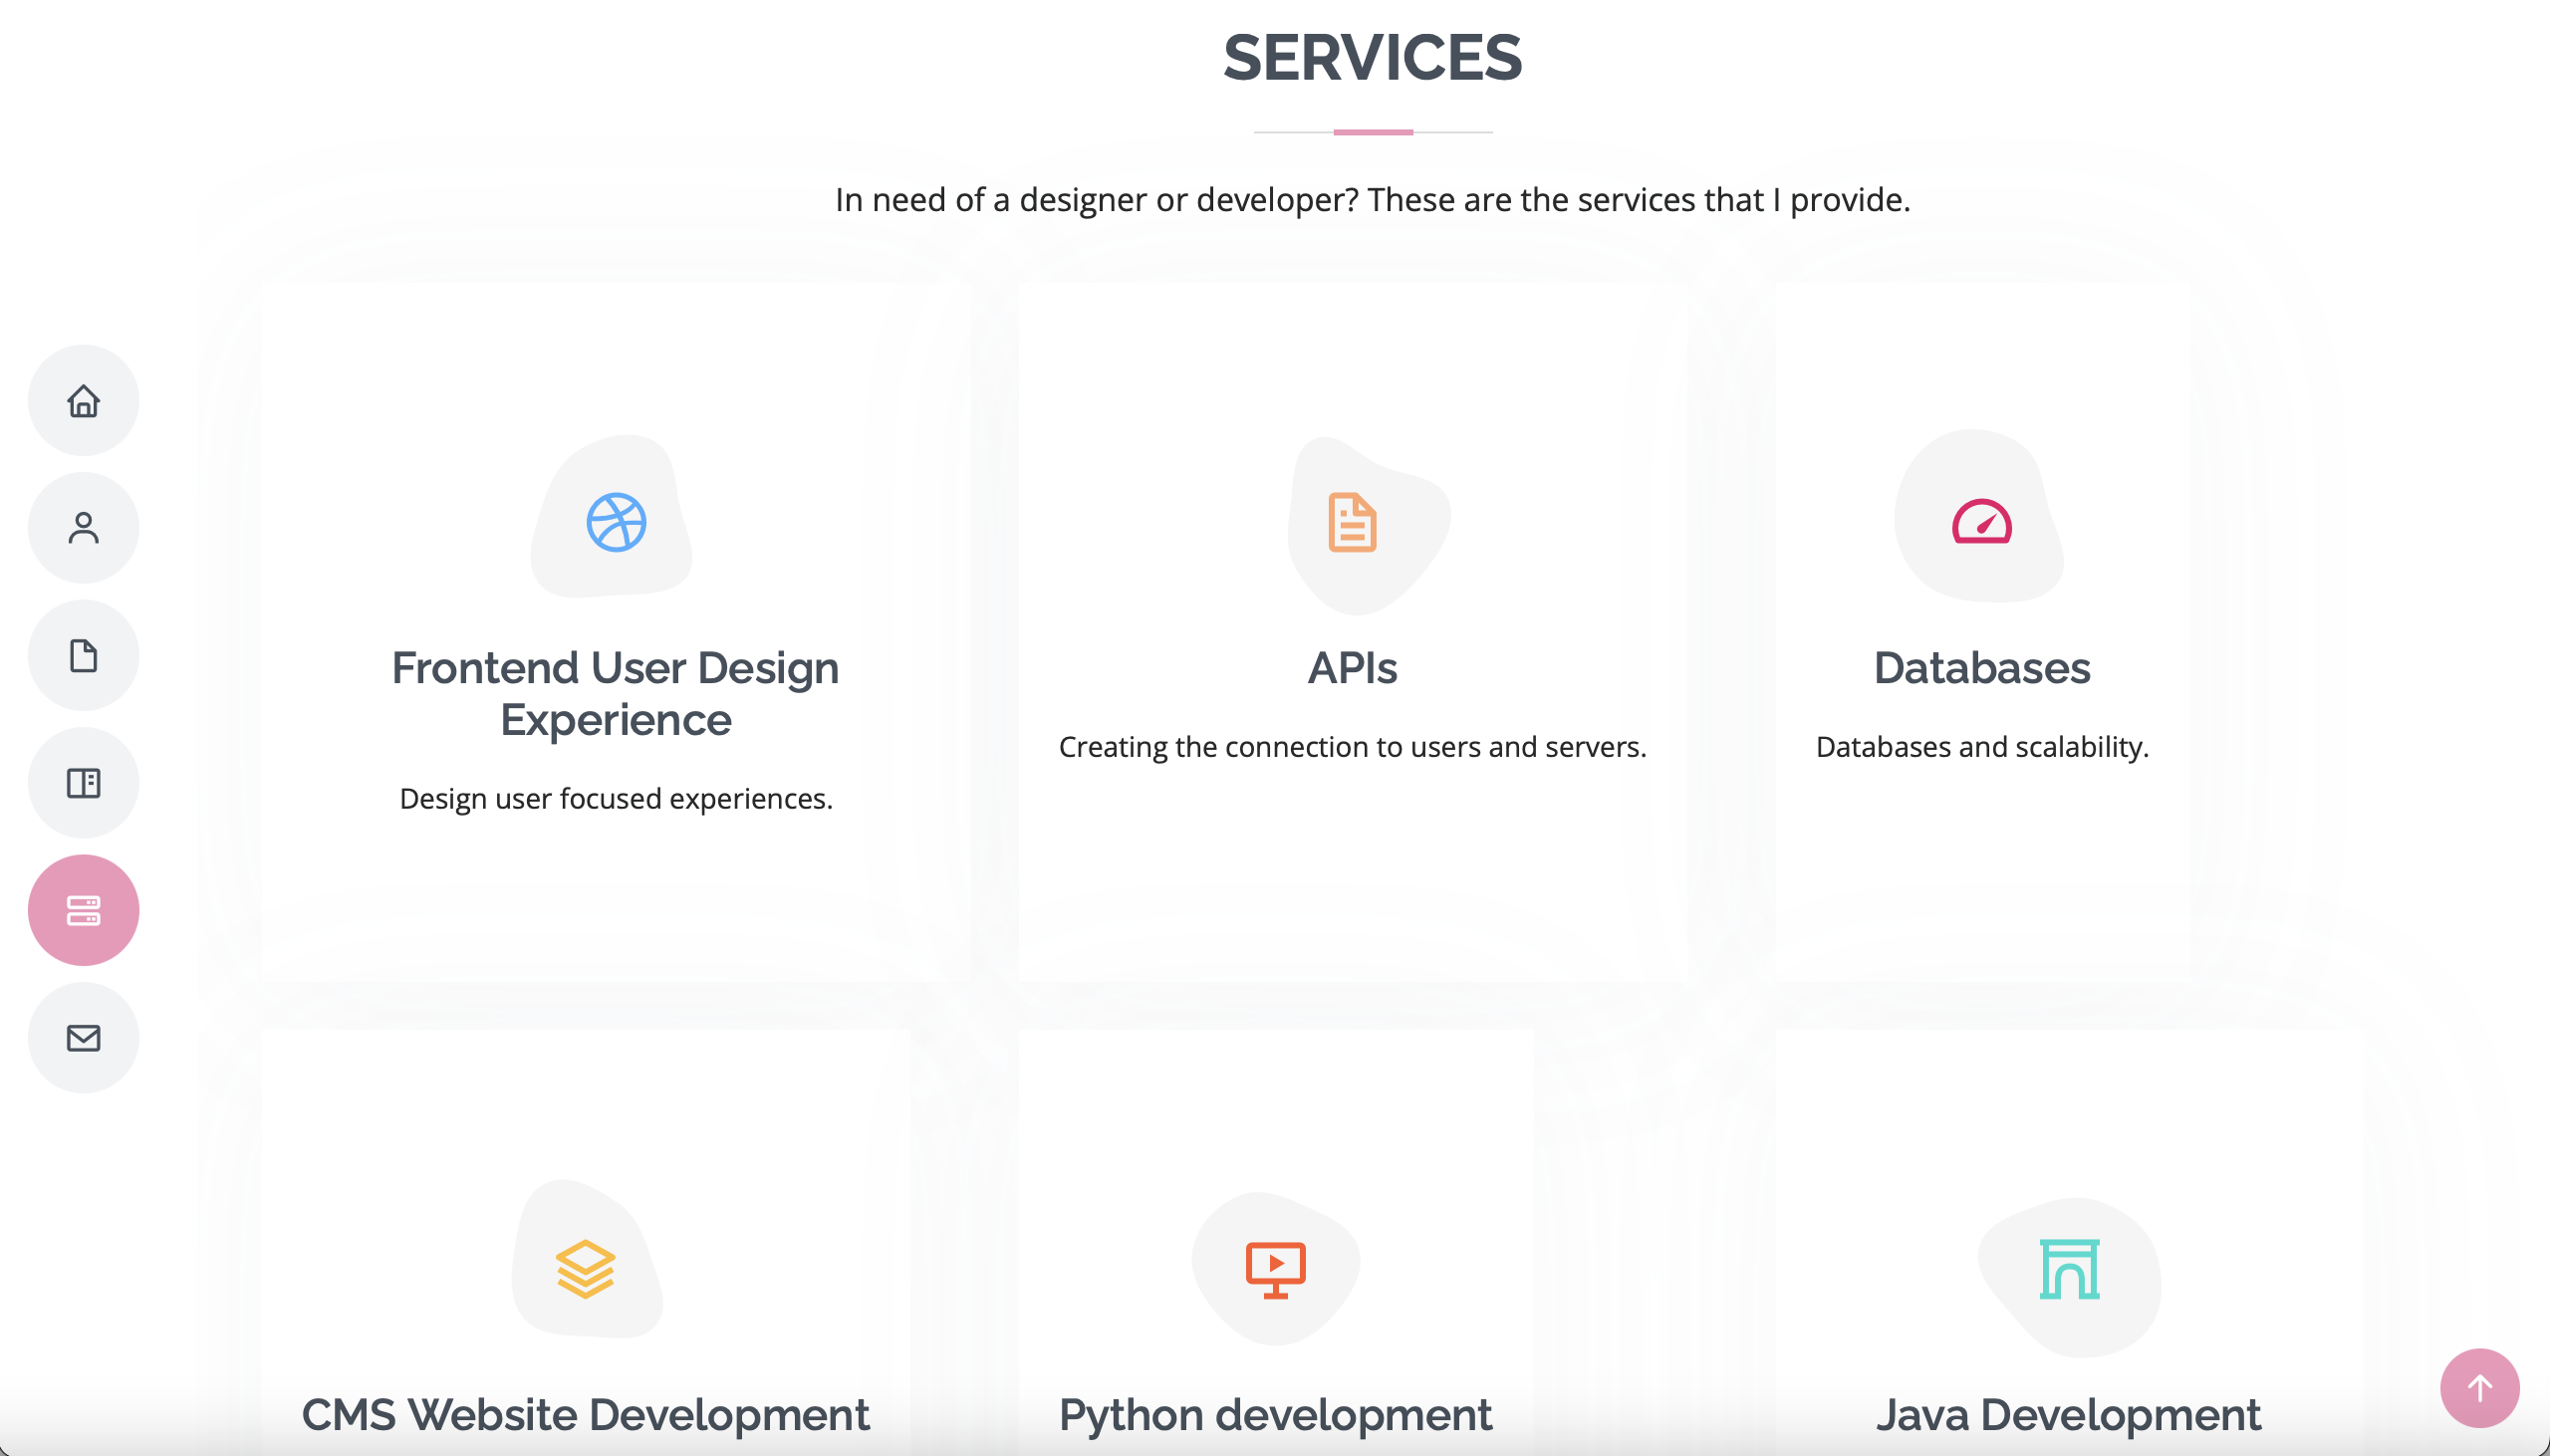 SERVICES
In need of a designer or developer? These are the services that I provide.
Frontend User Design
Experience
Design user focused experiences.
APIs
Creating the connection to users and servers.
Databases
Databases and scalability.
CMS Website Development
Python development
Java Development